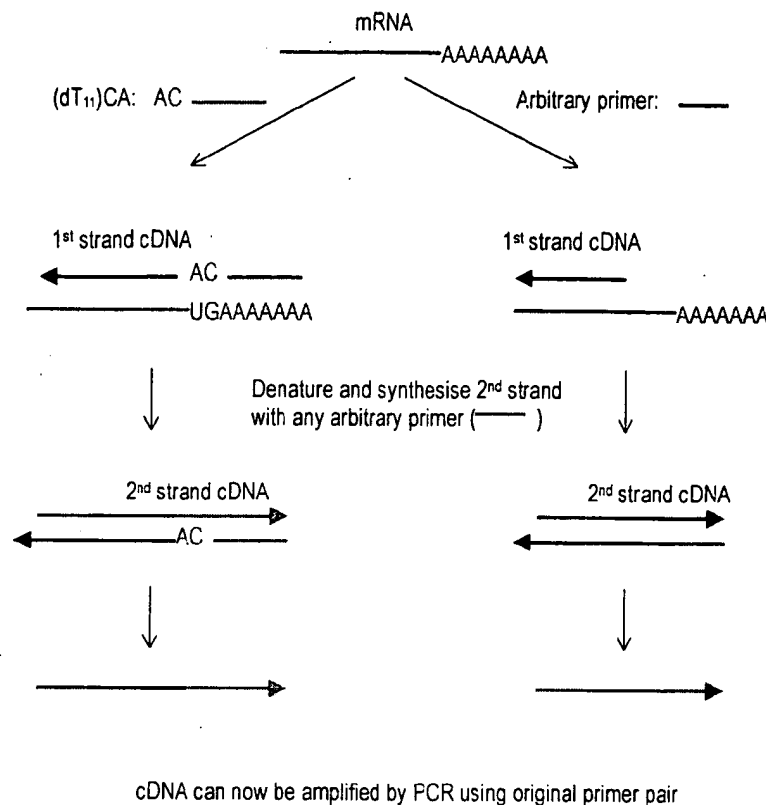 mRNA
AAAAAAAA
(dT₁₁)CA: AC
Arbitrary primer:
1st strand cDNA
1st strand cDNA
AC
UGAAAAAAA
AAAAAAA
Denature and synthesise 2nd strand
with any arbitrary primer ( )
2nd strand cDNA
2nd strand cDNA
AC
cDNA can now be amplified by PCR using original primer pair